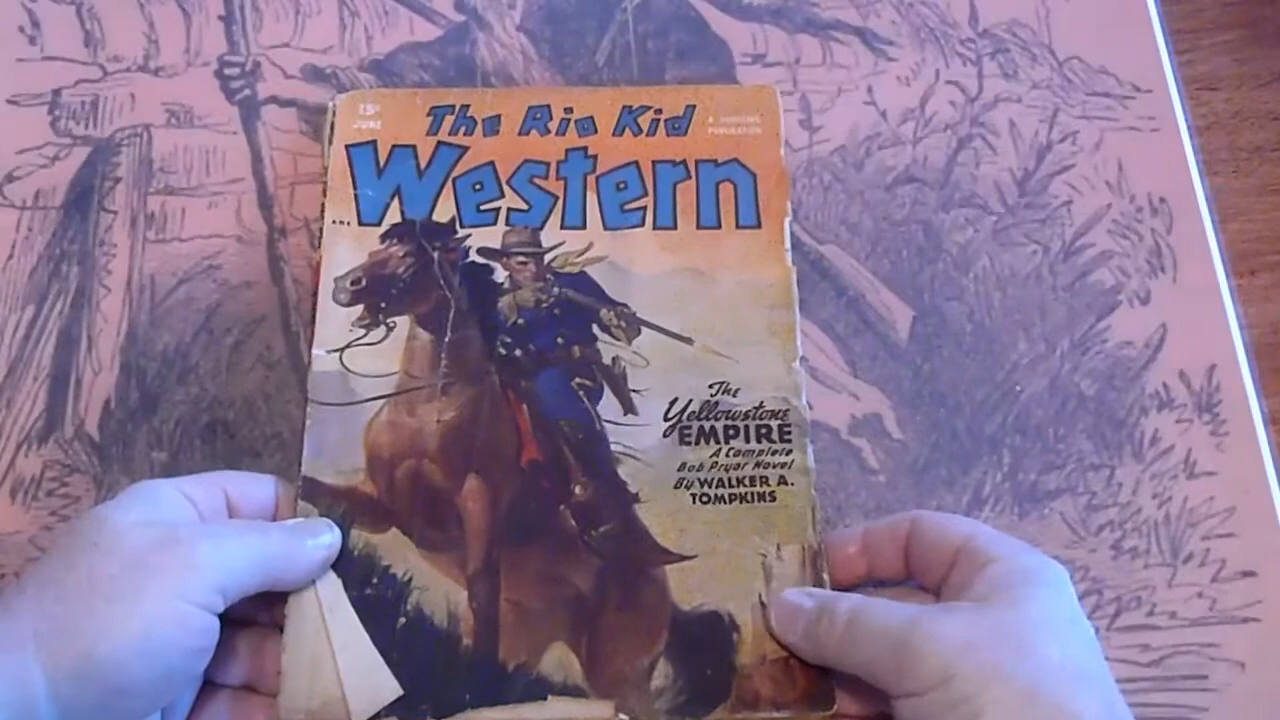 15¢
JUNE
The Rio Kid
A THRILLING
PUBLICATION
Western
The
Yellowstone
EMPIRE
A Complete
Bob Pryor Novel
By WALKER A.
TOMPKINS